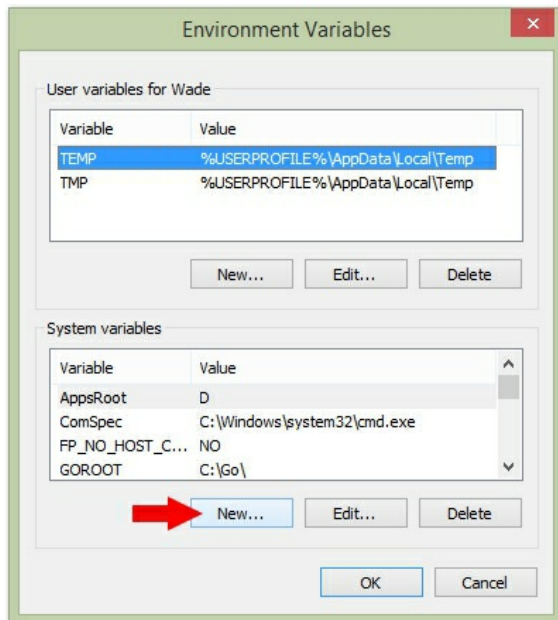 Environment Variables
User variables for Wade
Variable Value
TEMP %USERPROFILE%\AppData\Local\Temp
TMP %USERPROFILE%\AppData\Local\Temp
New... Edit... Delete
System variables
Variable Value
AppsRoot D
ComSpec C:\Windows\system32\cmd.exe
FP_NO_HOST_C... NO
GOROOT C:\Go\
New... Edit... Delete
OK Cancel